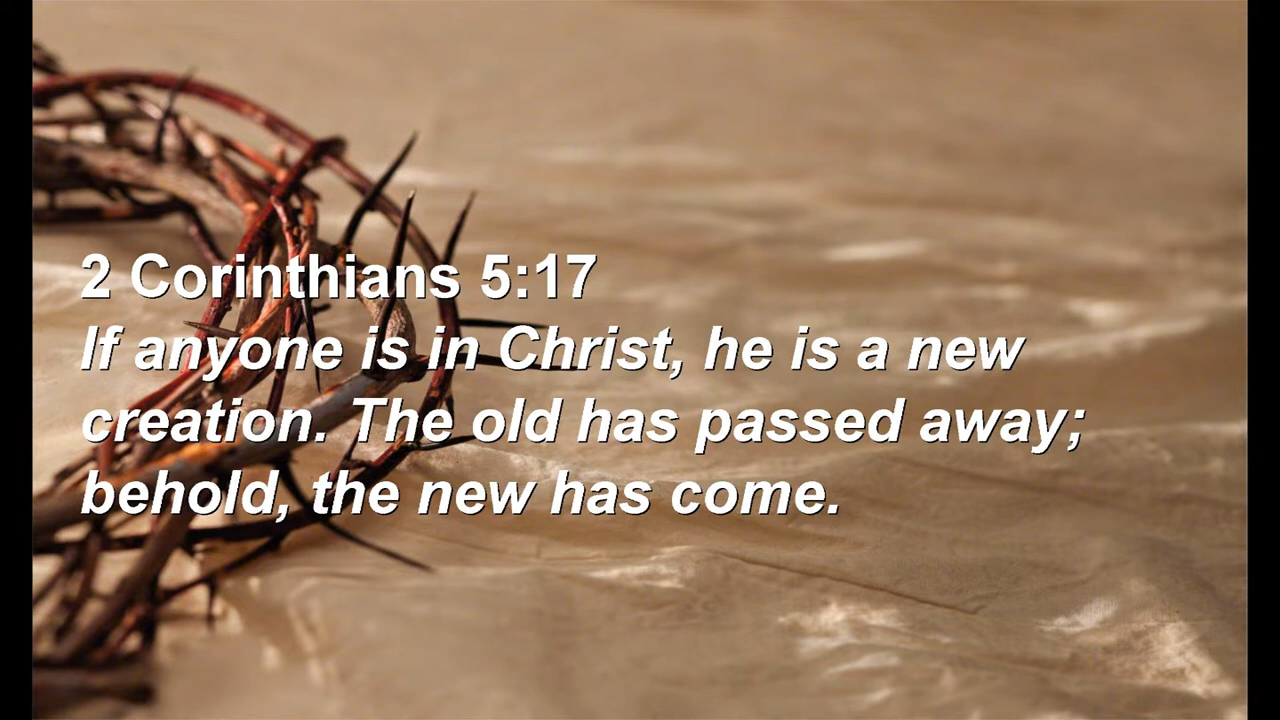 2 Corinthians 5:17
If anyone is in Christ, he is a new
creation. The old has passed away;
behold, the new has come.